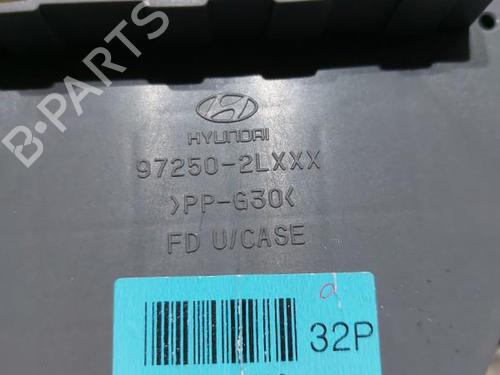 B-Parts
HYUNDAI
97250-2LXXX
>PP-G30<
FD U/CASE
32P